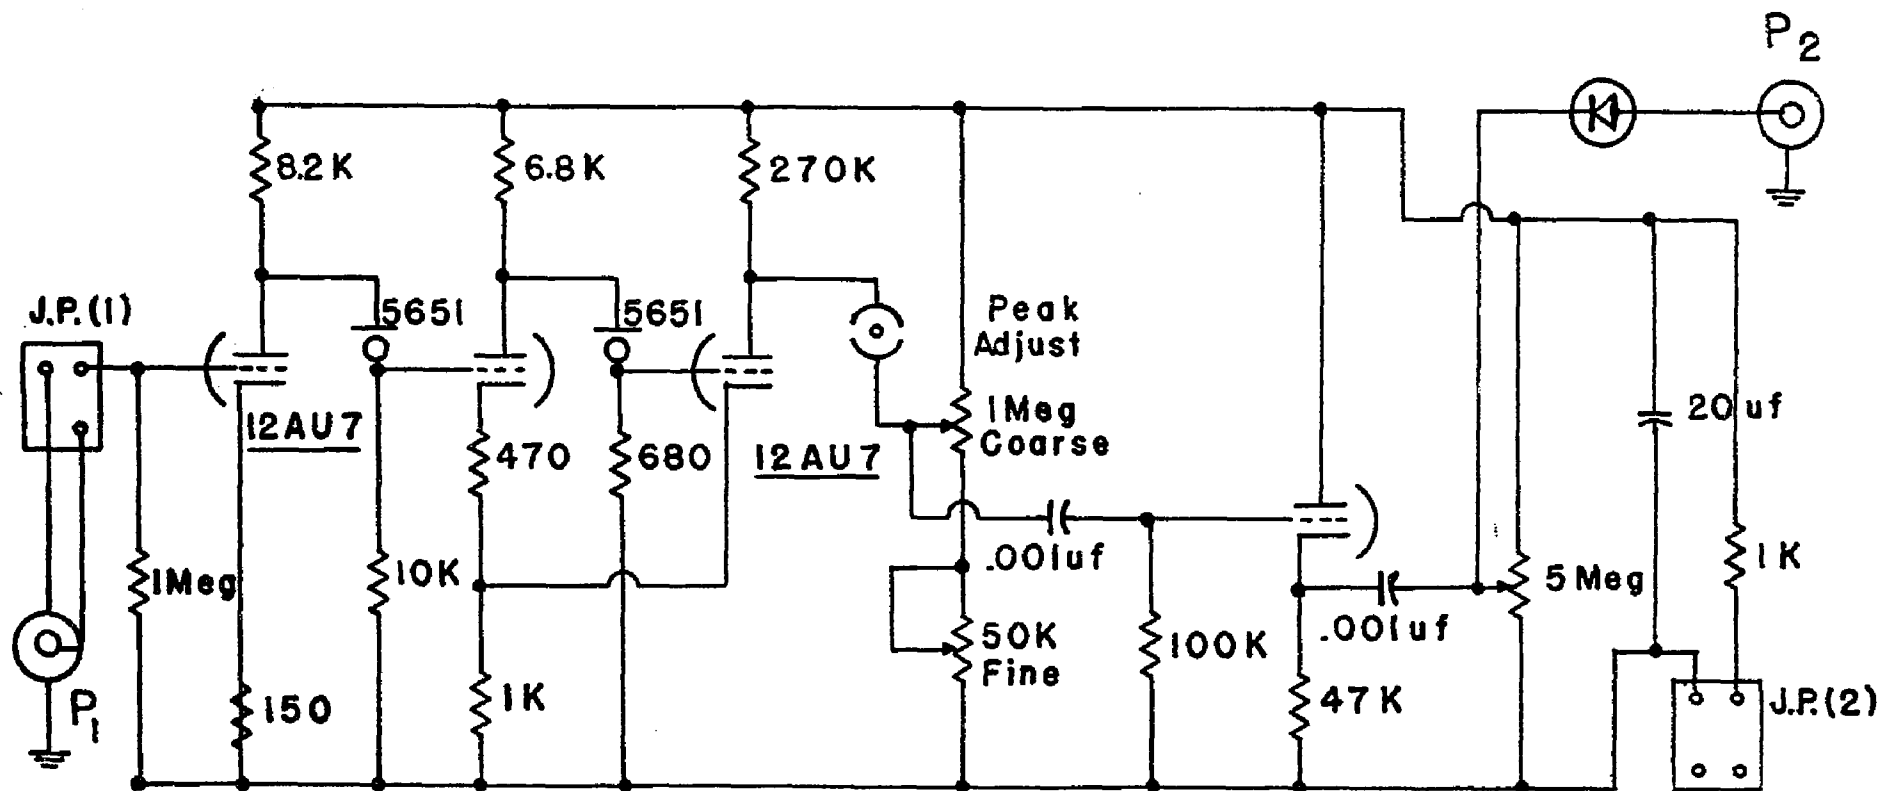 P2
8.2K
6.8K
270K
J.P.(1)
5651
5651
Peak
Adjust
1Meg
Coarse
20uf
12AU7
470
680
12AU7
1Meg
10K
.001uf
5Meg
1K
.001uf
50K
Fine
100K
P1
150
1K
47K
J.P.(2)